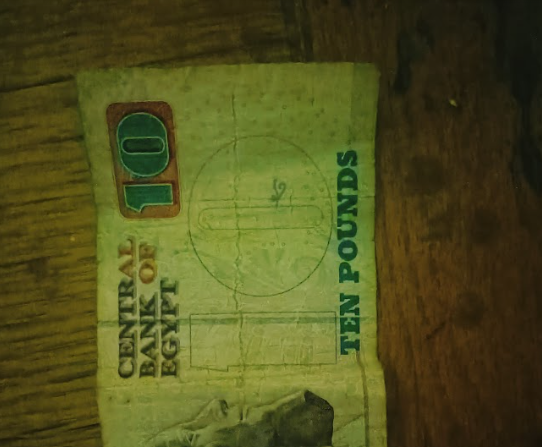 CENTRAL
BANK OF
EGYPT
10
TEN POUNDS